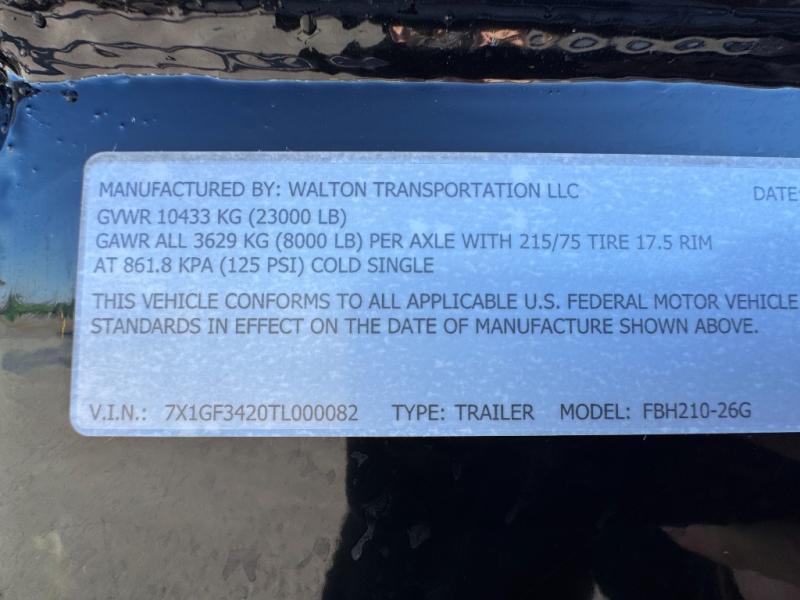 MANUFACTURED BY: WALTON TRANSPORTATION LLC DATE:
GVWR 10433 KG (23000 LB)
GAWR ALL 3629 KG (8000 LB) PER AXLE WITH 215/75 TIRE 17.5 RIM
AT 861.8 KPA (125 PSI) COLD SINGLE
THIS VEHICLE CONFORMS TO ALL APPLICABLE U.S. FEDERAL MOTOR VEHICLE
STANDARDS IN EFFECT ON THE DATE OF MANUFACTURE SHOWN ABOVE.
V.I.N.: 7X1GF3420TL000082 TYPE: TRAILER MODEL: FBH210-26G